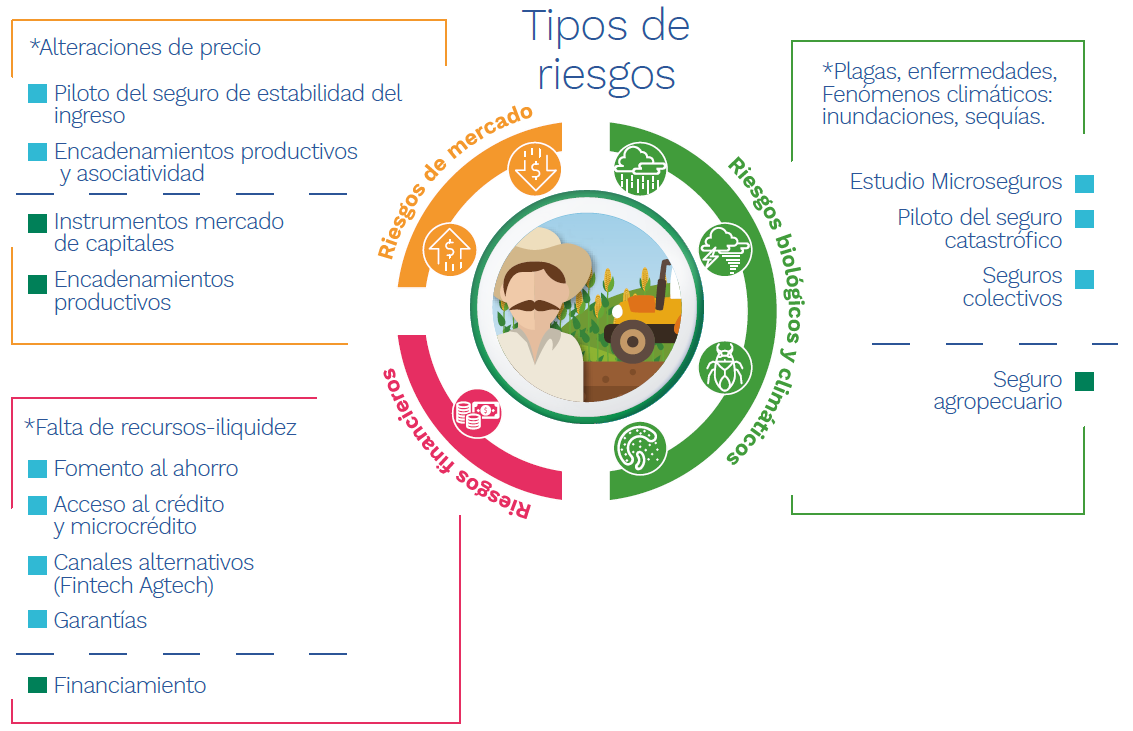 Tipos de
riesgos
*Alteraciones de precio
Piloto del seguro de estabilidad del
ingreso
Encadenamientos productivos
y asociatividad
Instrumentos mercado
de capitales
Encadenamientos
productivos
Riesgos de mercado
Riesgos biológicos y climáticos
*Plagas, enfermedades,
Fenómenos climáticos:
inundaciones, sequías.
Estudio Microseguros
Piloto del seguro
catastrófico
Seguros
colectivos
Seguro
agropecuario
Riesgos financieros
*Falta de recursos-iliquidez
Fomento al ahorro
Acceso al crédito
y microcrédito
Canales alternativos
(Fintech Agtech)
Garantías
Financiamiento